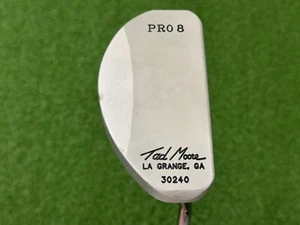 PRO 8
Tad Moore
LA GRANGE, GA
30240